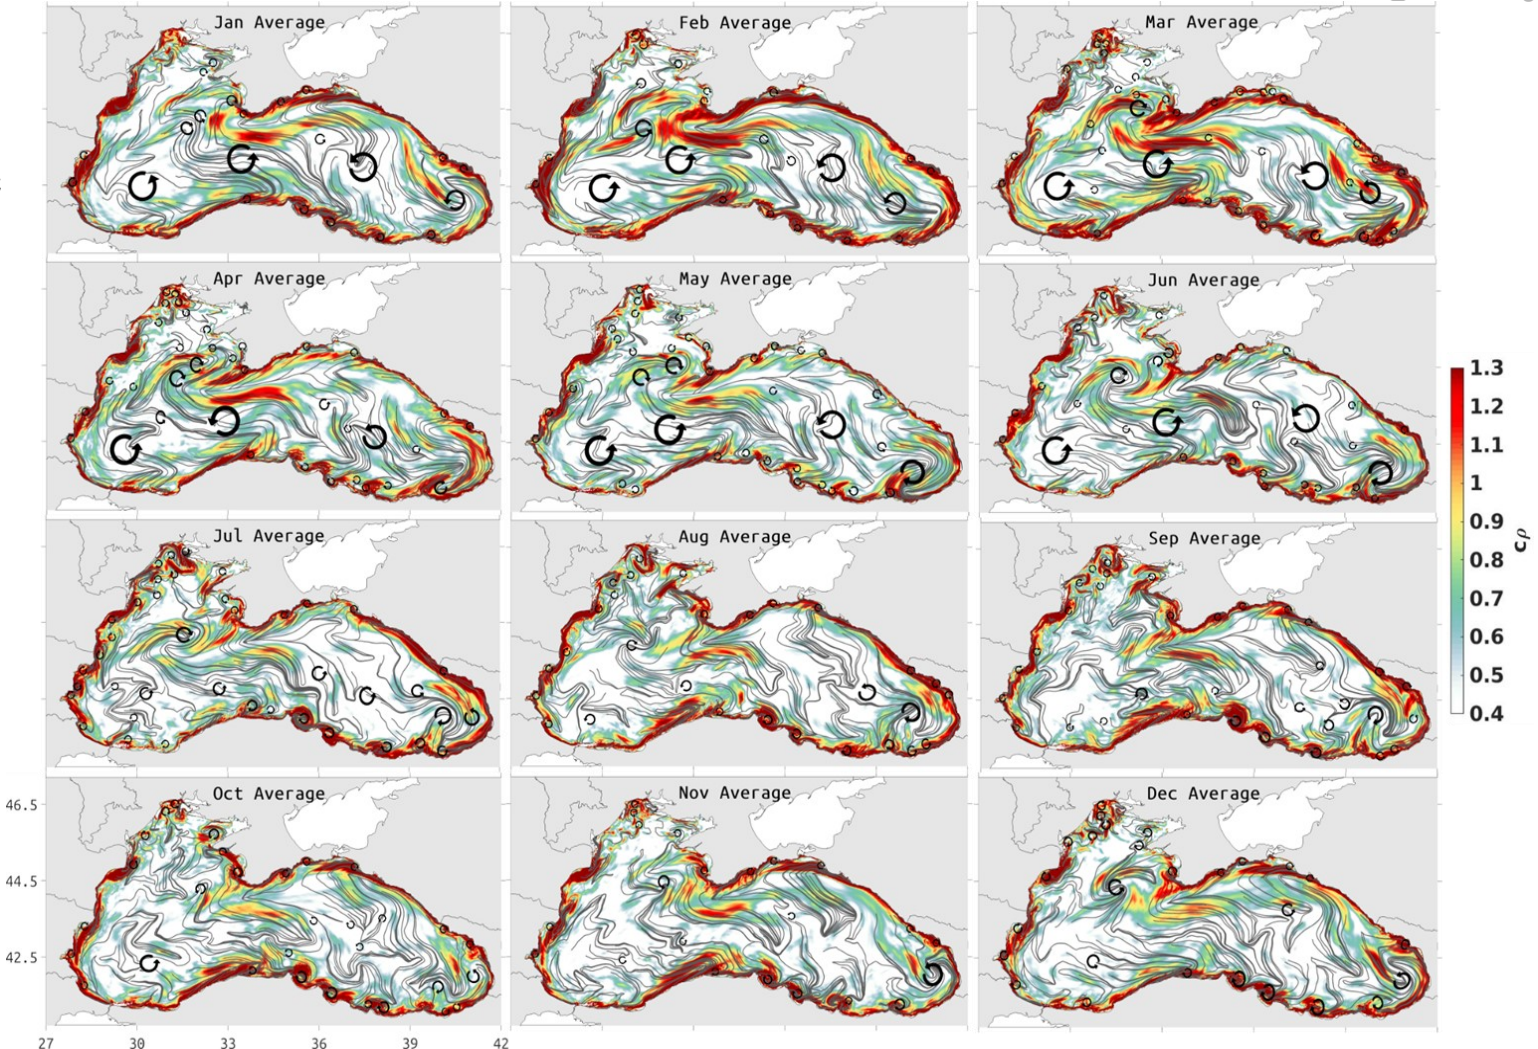 Jan Average
Feb Average
Mar Average
Apr Average
May Average
Jun Average
Jul Average
Aug Average
Sep Average
Oct Average
Nov Average
Dec Average
1.3
1.2
1.1
1
0.9
0.8
0.7
0.6
0.5
0.4
cρ
46.5
44.5
42.5
27 30 33 36 39 42